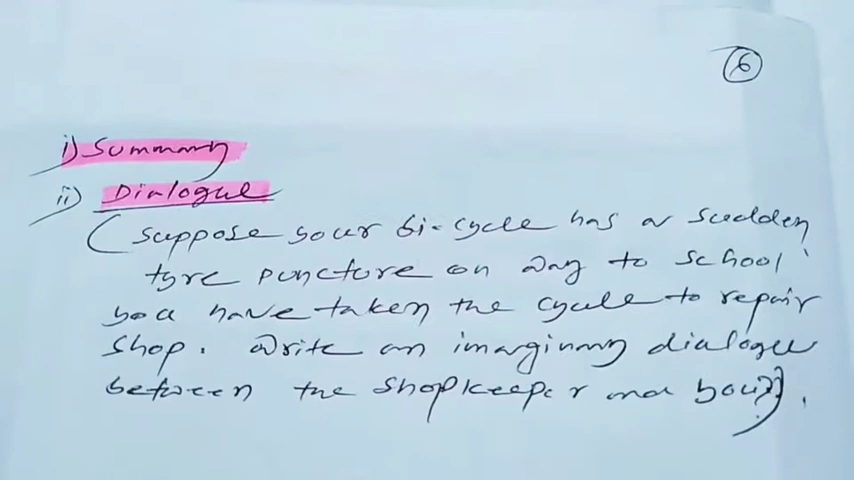 6
i) Summary
ii) Dialogue
(Suppose your bi-cycle has a sudden
tyre puncture on way to school
you have taken the cycle to repair
shop. Write an imaginary dialogue
between the shopkeeper and you).